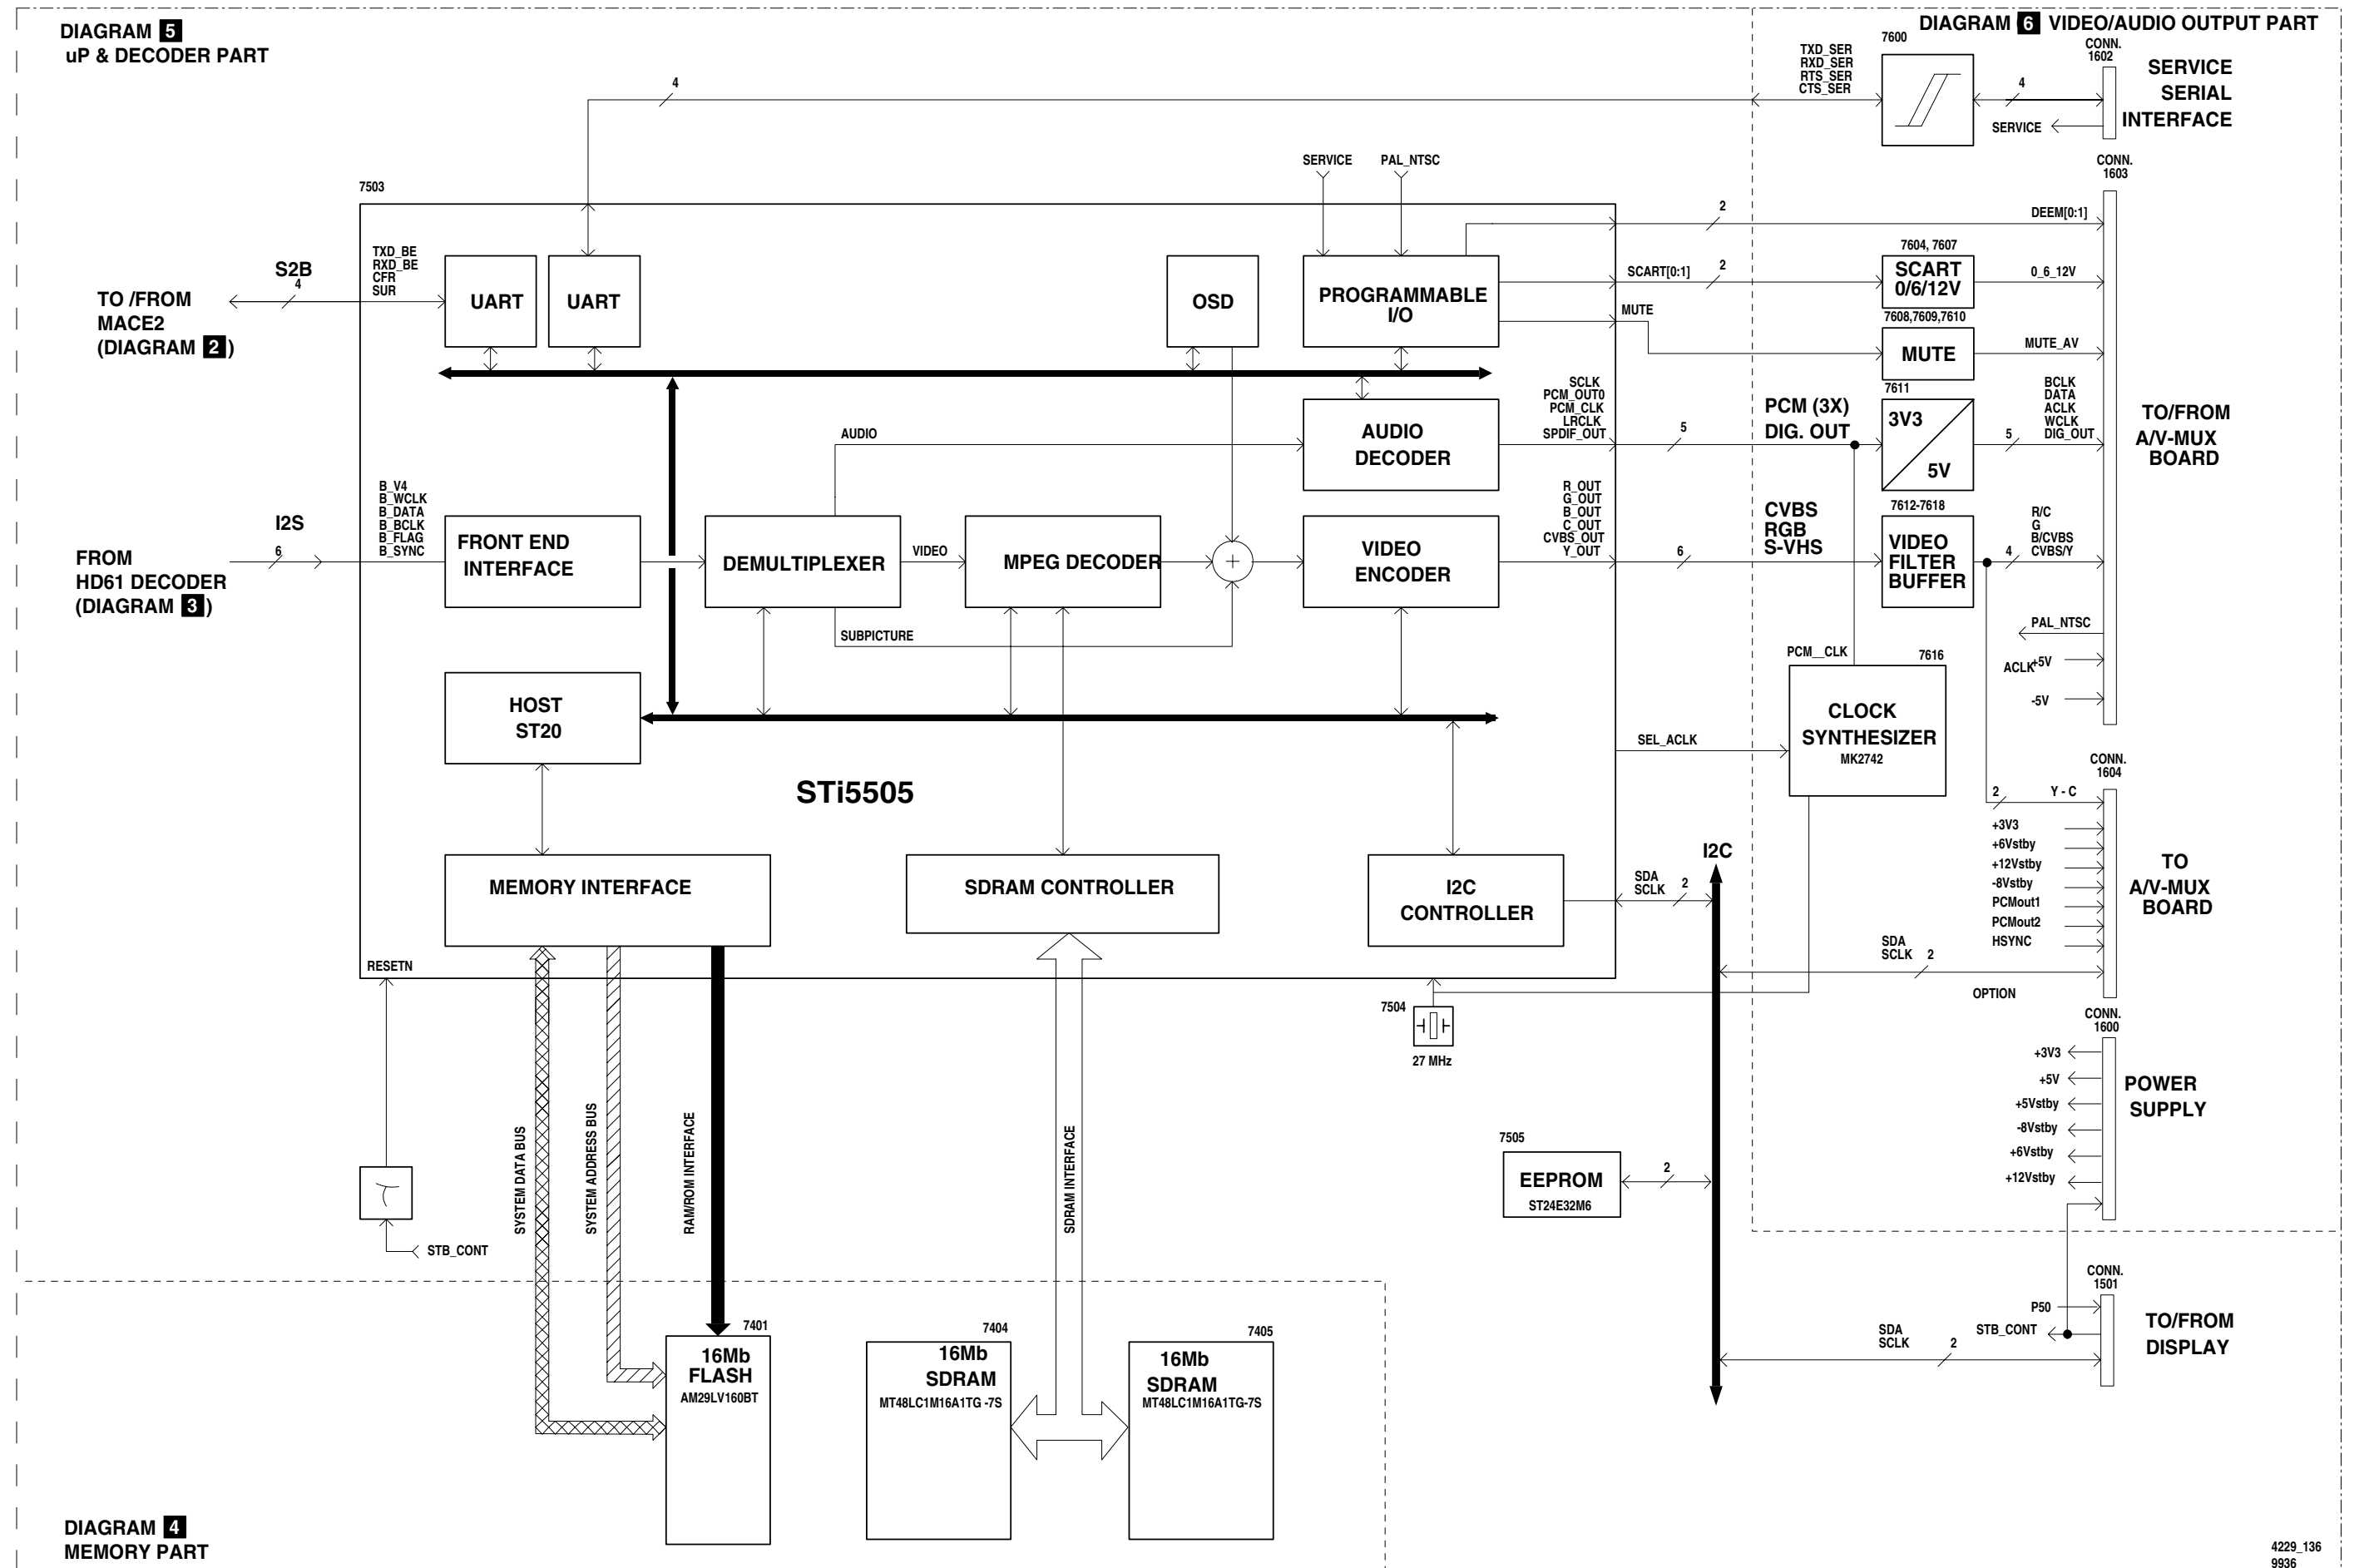 DIAGRAM 5
uP & DECODER PART
DIAGRAM 6 VIDEO/AUDIO OUTPUT PART
7600
CONN.
1602
TXD_SER
RXD_SER
RTS_SER
CTS_SER
4
4
SERVICE
SERVICE
SERIAL
INTERFACE
CONN.
1603
7503
SERVICE
PAL_NTSC
2
DEEM[0:1]
S2B
4
TXD_BE
RXD_BE
CFR
SUR
TO /FROM
MACE2
(DIAGRAM 2)
UART
UART
OSD
PROGRAMMABLE
I/O
SCART[0:1]
2
7604, 7607
SCART
0/6/12V
0_6_12V
MUTE
7608,7609,7610
MUTE
MUTE_AV
AUDIO
AUDIO
DECODER
SCLK
PCM_OUT0
PCM_CLK
LRCLK
SPDIF_OUT
5
PCM (3X)
DIG. OUT
7611
3V3
5V
5
BCLK
DATA
ACLK
WCLK
DIG_OUT
TO/FROM
A/V-MUX
BOARD
I2S
6
B_V4
B_WCLK
B_DATA
B_BCLK
B_FLAG
B_SYNC
FROM
HD61 DECODER
(DIAGRAM 3)
FRONT END
INTERFACE
DEMULTIPLEXER
VIDEO
MPEG DECODER
+
VIDEO
ENCODER
R_OUT
G_OUT
B_OUT
C_OUT
CVBS_OUT
Y_OUT
6
CVBS
RGB
S-VHS
7612-7618
VIDEO
FILTER
BUFFER
4
R/C
G
B/CVBS
CVBS/Y
SUBPICTURE
PAL_NTSC
ACLK
+5V
-5V
PCM__CLK
7616
CLOCK
SYNTHESIZER
MK2742
HOST
ST20
SEL_ACLK
STi5505
CONN.
1604
2
Y - C
+3V3
+6Vstby
+12Vstby
-8Vstby
PCMout1
PCMout2
HSYNC
TO
A/V-MUX
BOARD
MEMORY INTERFACE
SDRAM CONTROLLER
I2C
CONTROLLER
SDA
SCLK
2
I2C
SDA
SCLK
2
OPTION
RESETN
7504
27 MHz
CONN.
1600
+3V3
+5V
+5Vstby
-8Vstby
+6Vstby
+12Vstby
POWER
SUPPLY
SYSTEM DATA BUS
SYSTEM ADDRESS BUS
RAM/ROM INTERFACE
SDRAM INTERFACE
7505
EEPROM
ST24E32M6
2
STB_CONT
CONN.
1501
P50
STB_CONT
SDA
SCLK
2
TO/FROM
DISPLAY
7401
16Mb
FLASH
AM29LV160BT
7404
16Mb
SDRAM
MT48LC1M16A1TG -7S
7405
16Mb
SDRAM
MT48LC1M16A1TG-7S
DIAGRAM 4
MEMORY PART
4229_136
9936